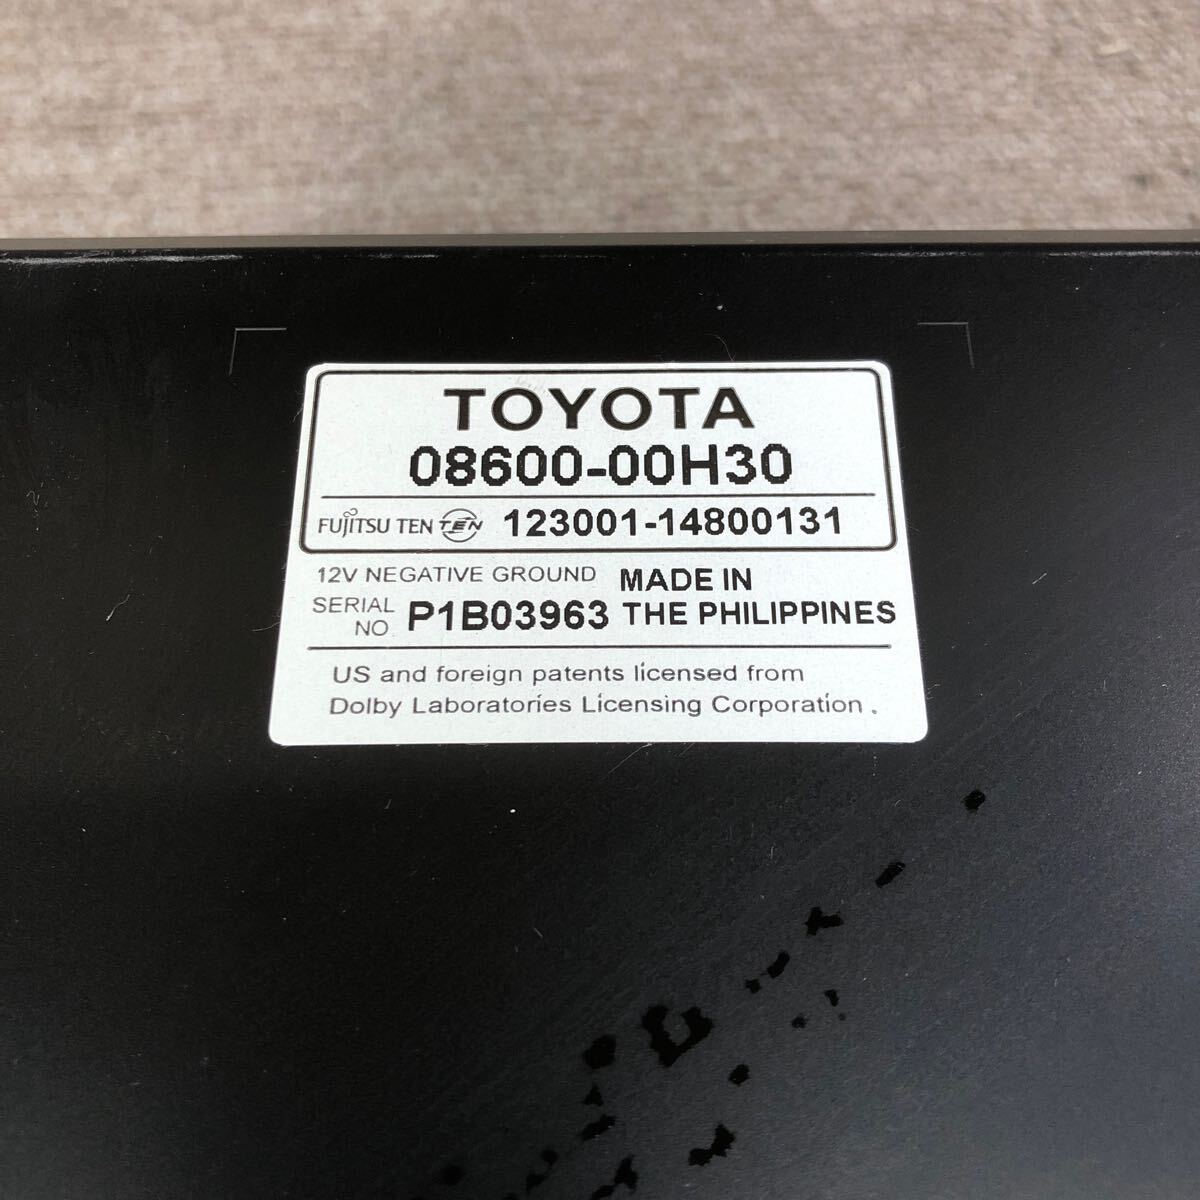 TOYOTA
08600-00H30
FUJITSU TEN TEN 123001-14800131
12V NEGATIVE GROUND MADE IN
SERIAL NO. P1B03963 THE PHILIPPINES
US and foreign patents licensed from
Dolby Laboratories Licensing Corporation .